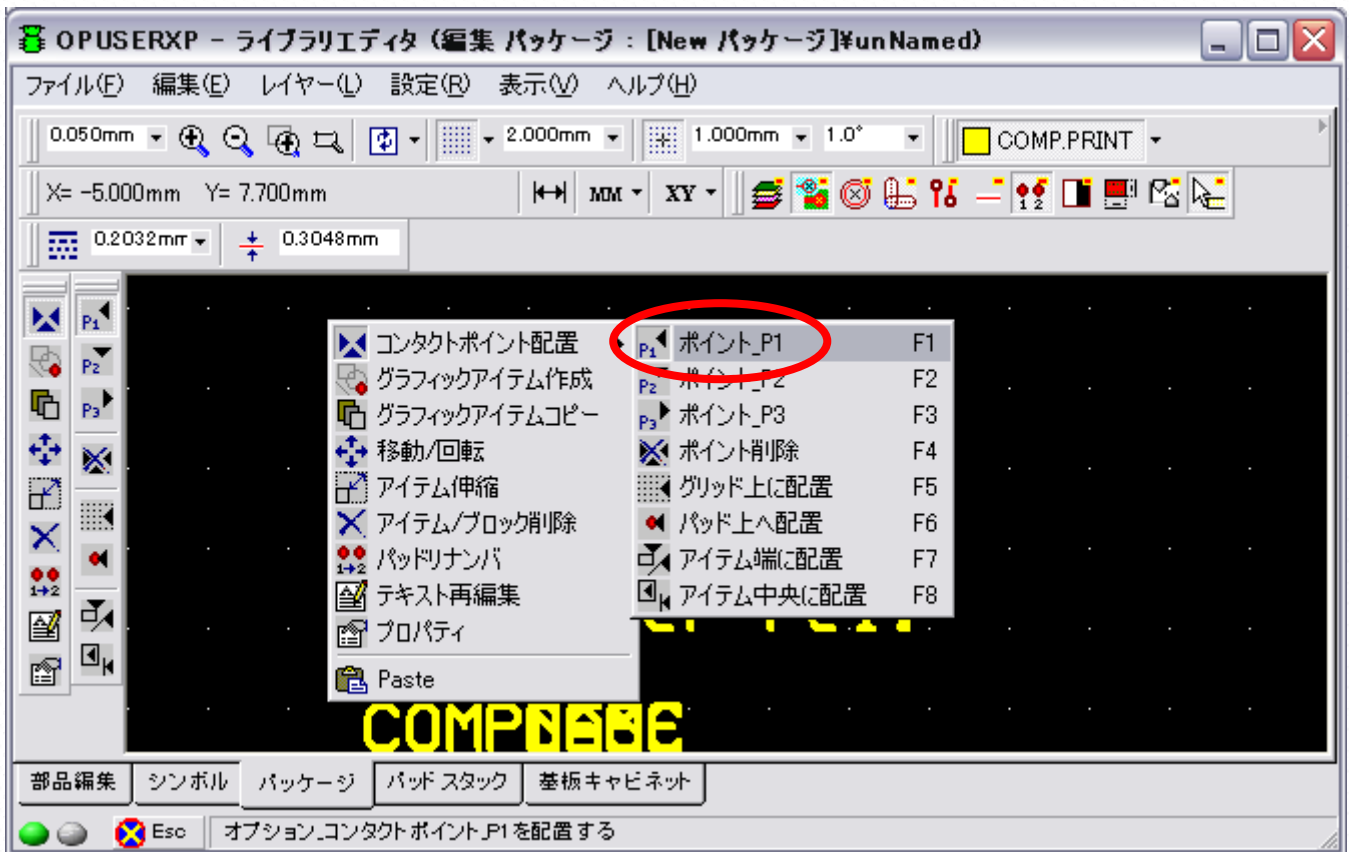 OPUSERXP - ライブラリエディタ (編集 パッケージ : [New パッケージ]¥unNamed)
ファイル(F) 編集(E) レイヤー(L) 設定(R) 表示(V) ヘルプ(H)
0.050mm 2.000mm 1.000mm 1.0° COMP.PRINT
X= -5.000mm Y= 7.700mm MM XY
0.2032mm 0.3048mm
コンタクトポイント配置
グラフィックアイテム作成
グラフィックアイテムコピー
移動/回転
アイテム伸縮
アイテム/ブロック削除
パッドリナンバ
テキスト再編集
プロパティ
Paste
P1 ポイント_P1 F1
P2 ポイント_P2 F2
P3 ポイント_P3 F3
ポイント削除 F4
グリッド上に配置 F5
パッド上へ配置 F6
アイテム端に配置 F7
アイテム中央に配置 F8
P1
P2
P3
1→2
部品編集 シンボル パッケージ パッド スタック 基板キャビネット
Esc オプション_コンタクトポイント_P1を配置する